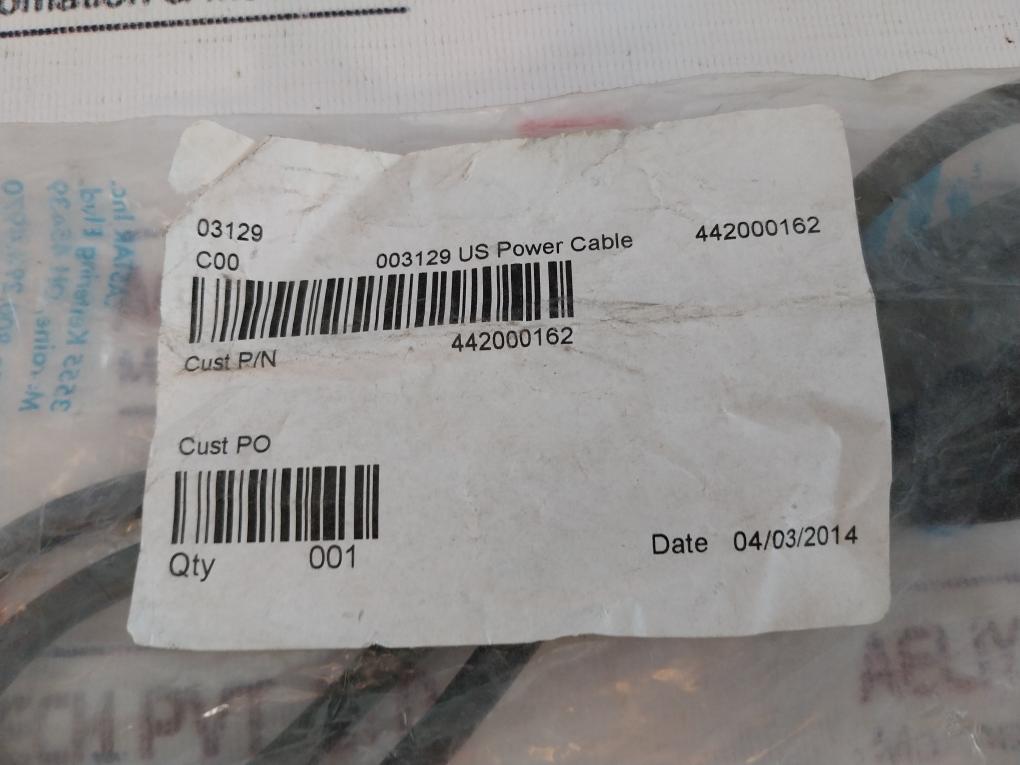 03129
C00
003129 US Power Cable
442000162
Cust P/N
442000162
Cust PO
Qty
001
Date 04/03/2014